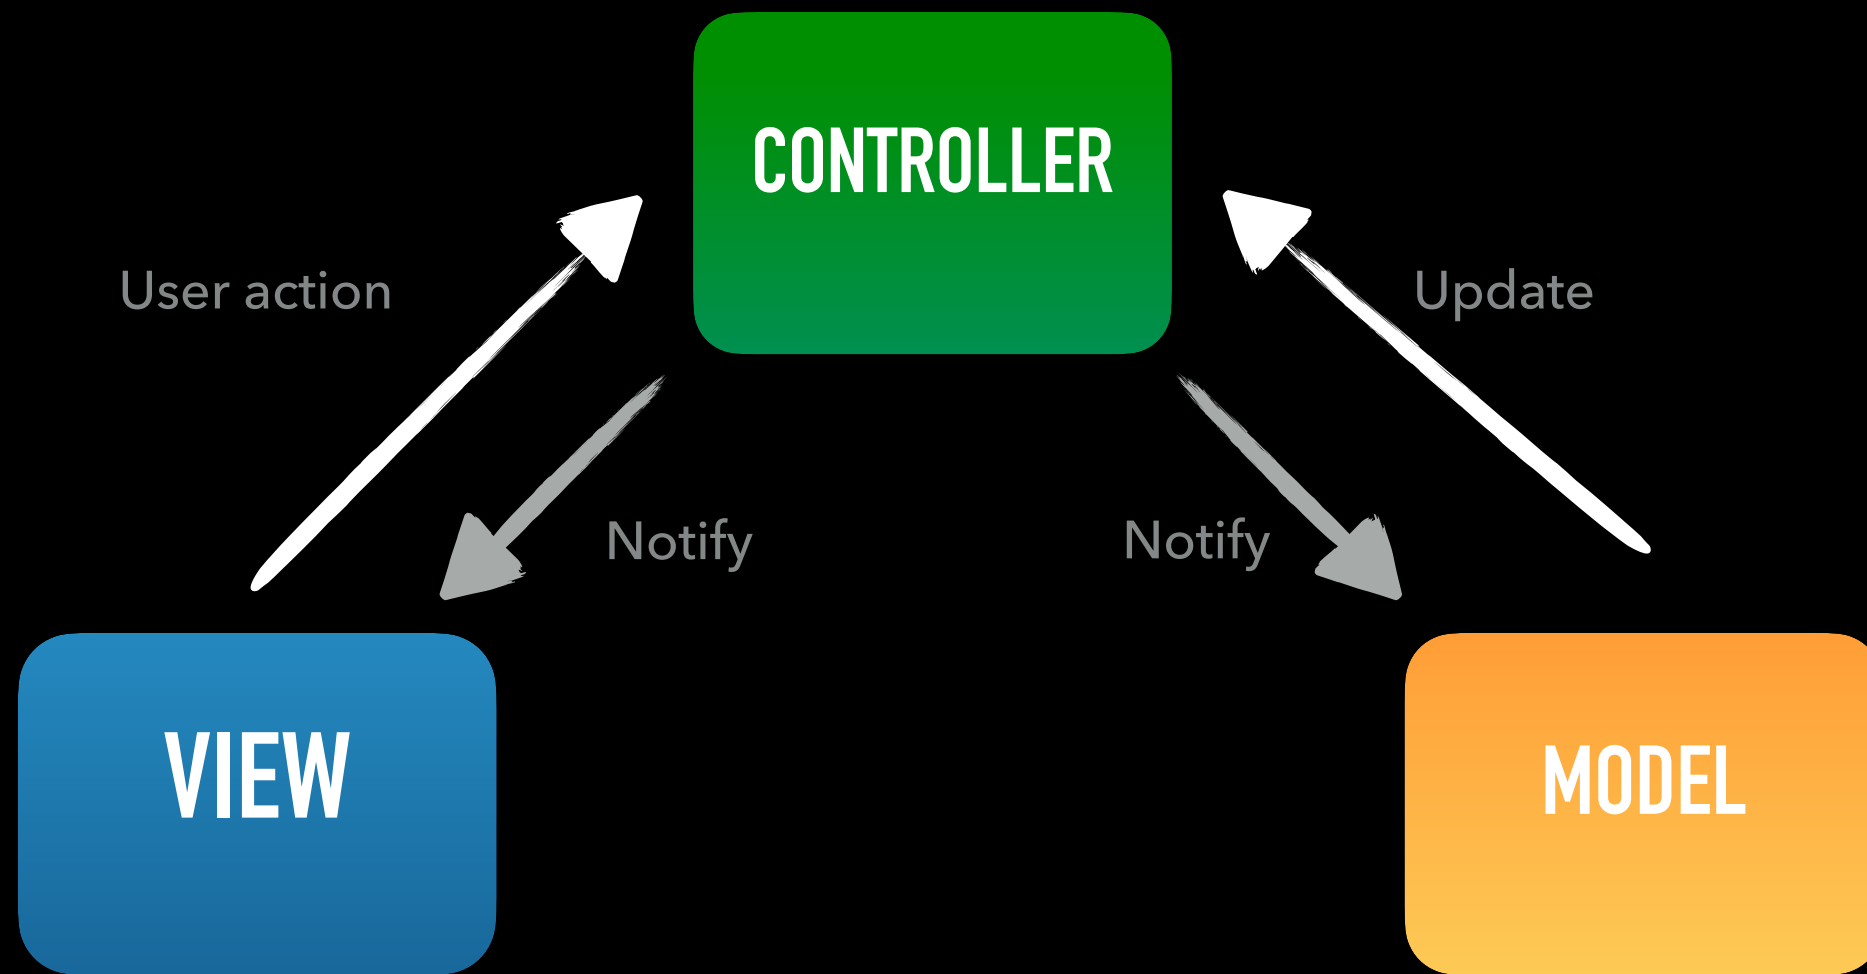 CONTROLLER
User action
Update
Notify
Notify
VIEW
MODEL